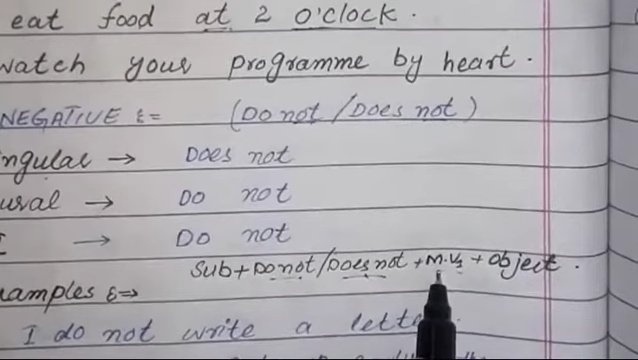 eat food at 2 o'clock.
watch your programme by heart.
NEGATIVE := (Do not / Does not)
ngular → Does not
ural → Do not
I → Do not
Sub + Do not / Does not + M.V₁ + Object.
amples :⇒
I do not write a lette